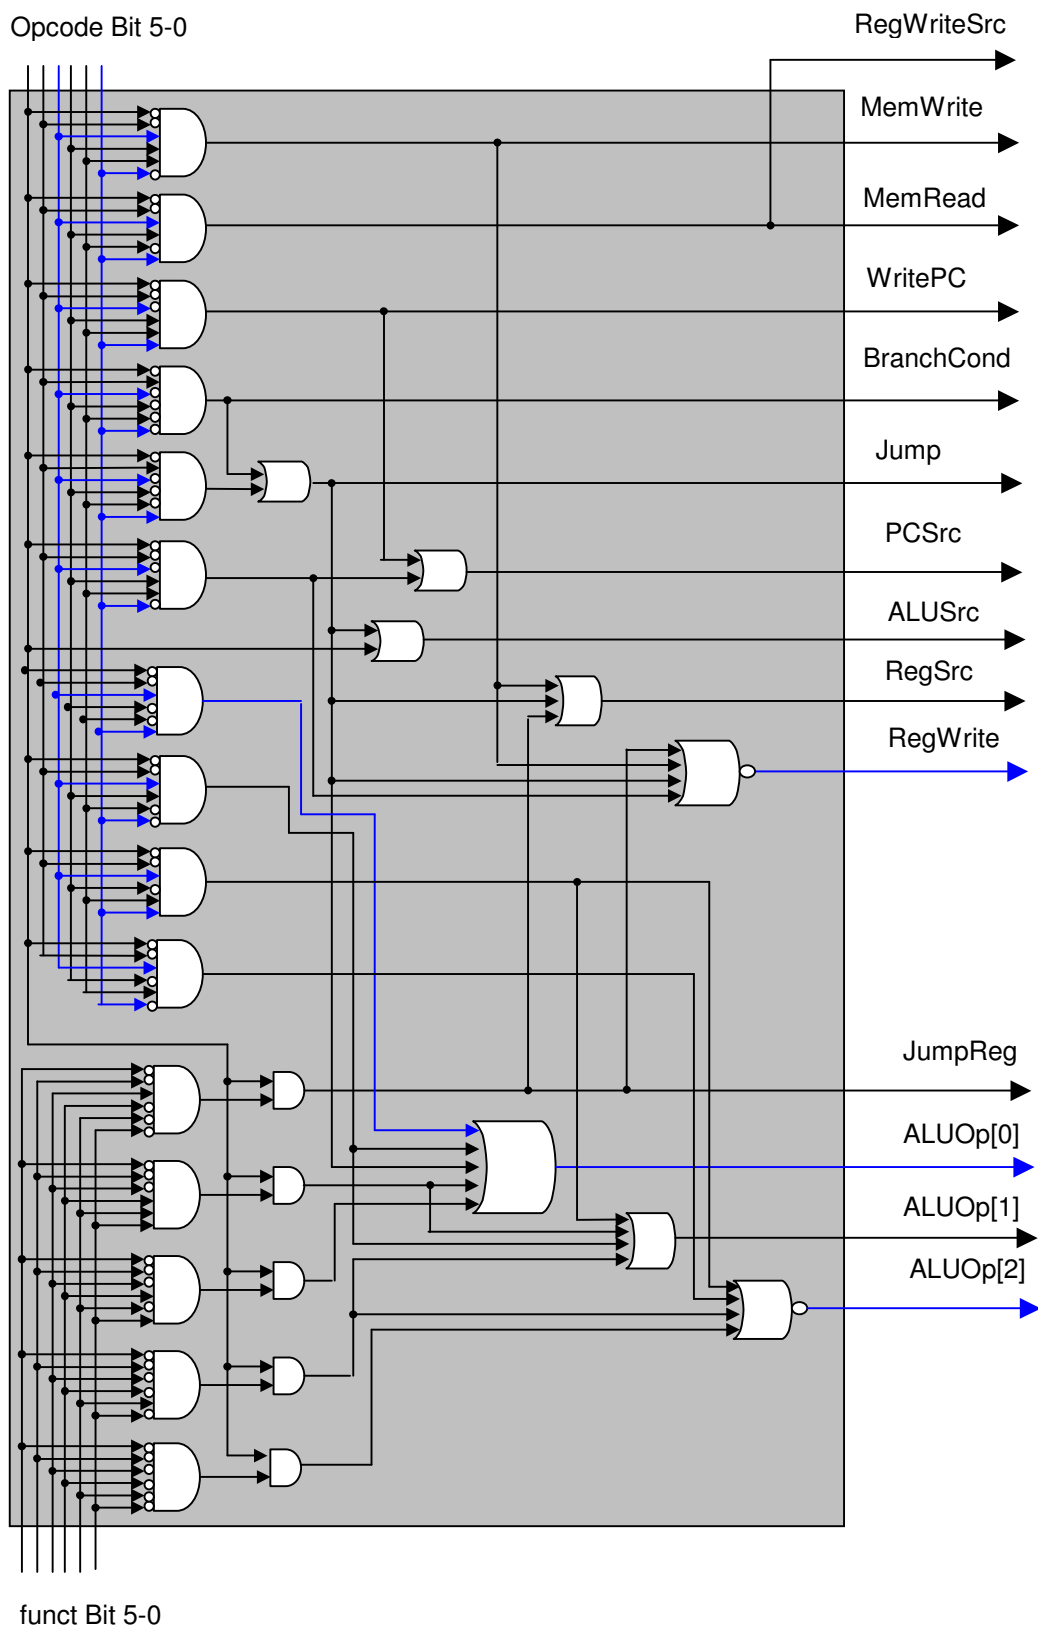 Opcode Bit 5-0
RegWriteSrc
MemWrite
MemRead
WritePC
BranchCond
Jump
PCSrc
ALUSrc
RegSrc
RegWrite
JumpReg
ALUOp[0]
ALUOp[1]
ALUOp[2]
funct Bit 5-0